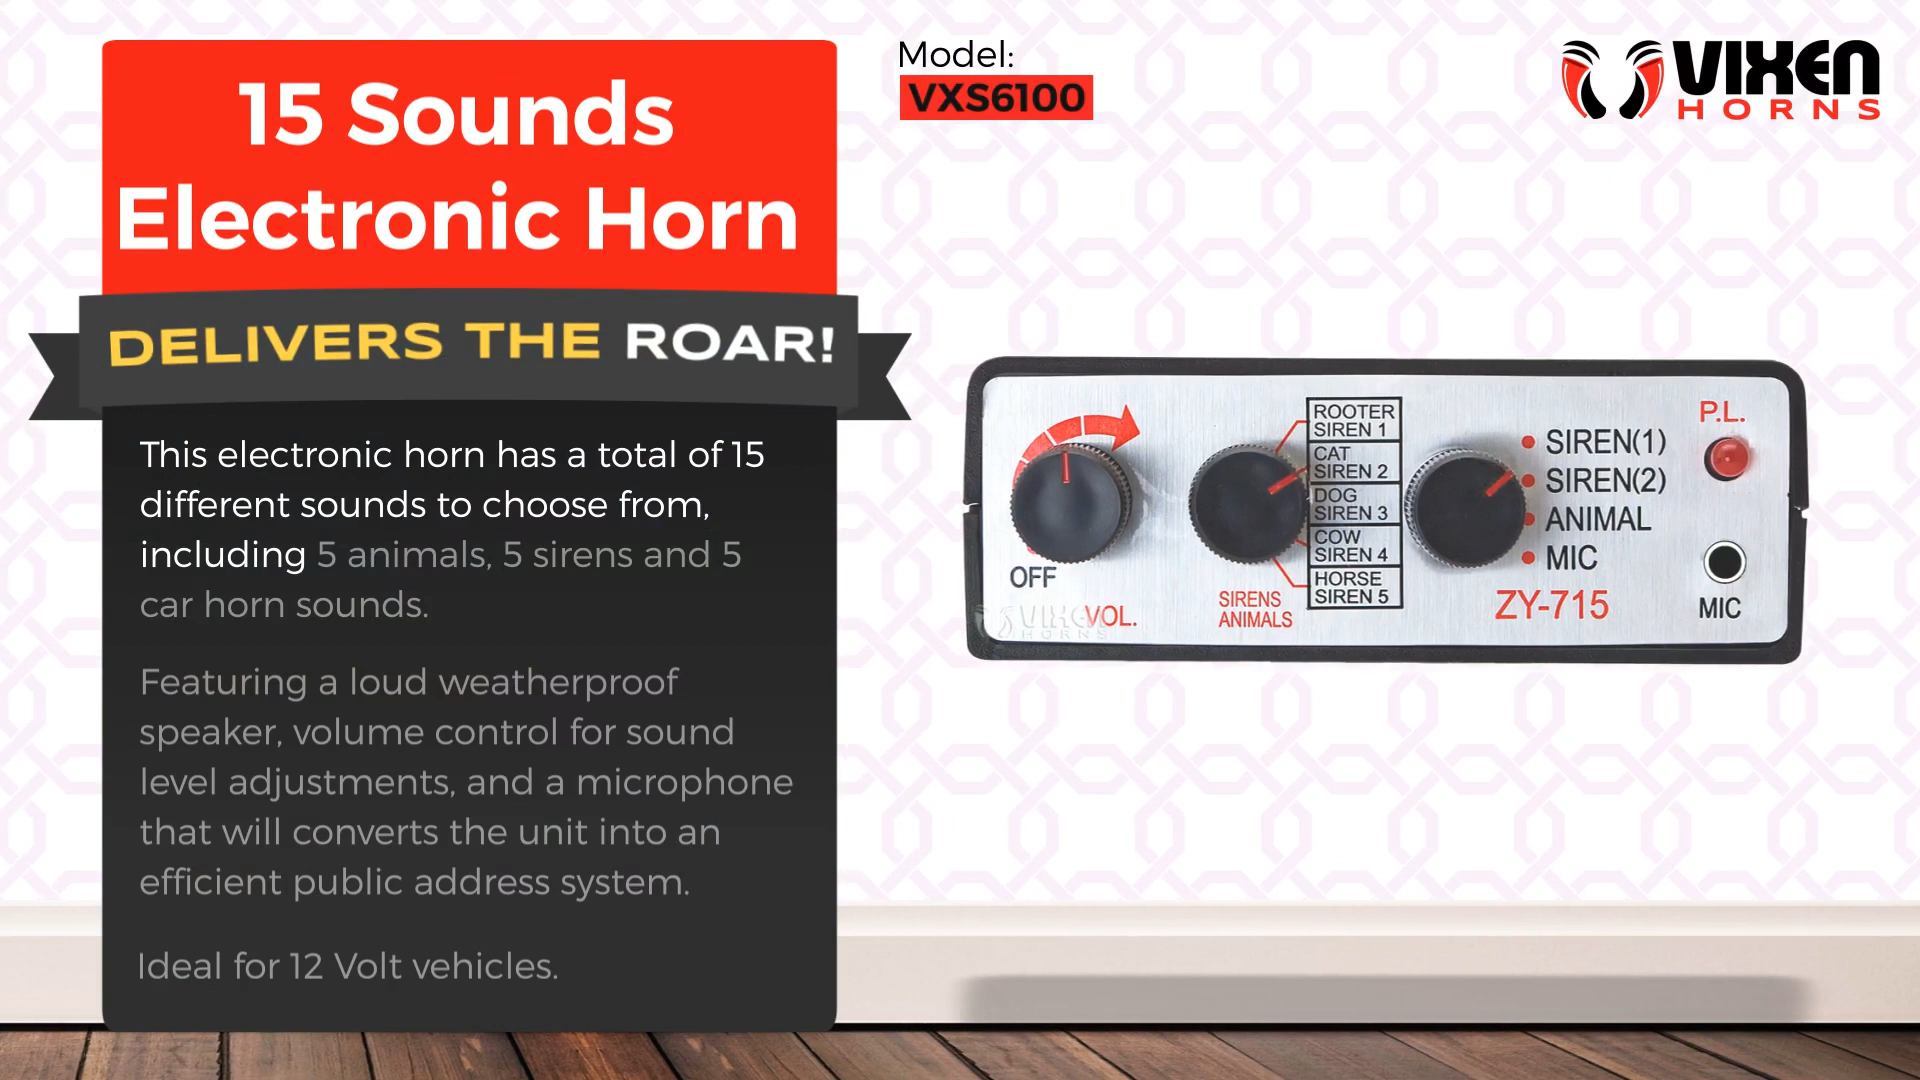 15 Sounds
Electronic Horn
DELIVERS THE ROAR!
This electronic horn has a total of 15
different sounds to choose from,
including 5 animals, 5 sirens and 5
car horn sounds.
Featuring a loud weatherproof
speaker, volume control for sound
level adjustments, and a microphone
that will converts the unit into an
efficient public address system.
Ideal for 12 Volt vehicles.
Model:
VXS6100
VIXEN
HORNS
OFF
VOL.
VIXEN
HORNS
SIRENS
ANIMALS
ROOTER
SIREN 1
CAT
SIREN 2
DOG
SIREN 3
COW
SIREN 4
HORSE
SIREN 5
SIREN(1)
SIREN(2)
ANIMAL
MIC
ZY-715
P.L.
MIC